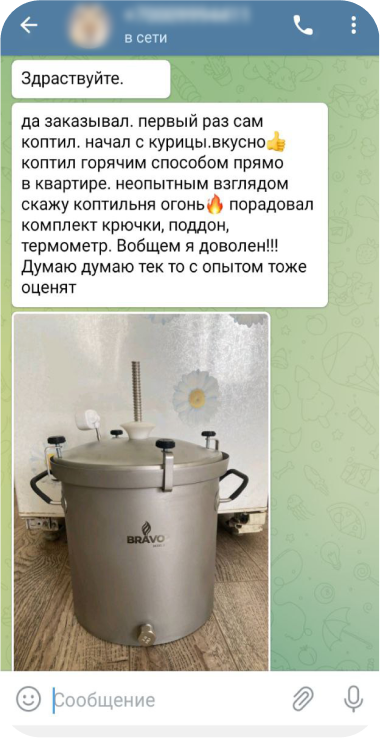 в сети
Здраствуйте.
да заказывал. первый раз сам
коптил. начал с курицы.вкусно👍
коптил горячим способом прямо
в квартире. неопытным взглядом
скажу коптильня огонь🔥 порадовал
комплект крючки, поддон,
термометр. Вобщем я доволен!!!
Думаю думаю тек то с опытом тоже
оценят
BRAVO
Сообщение